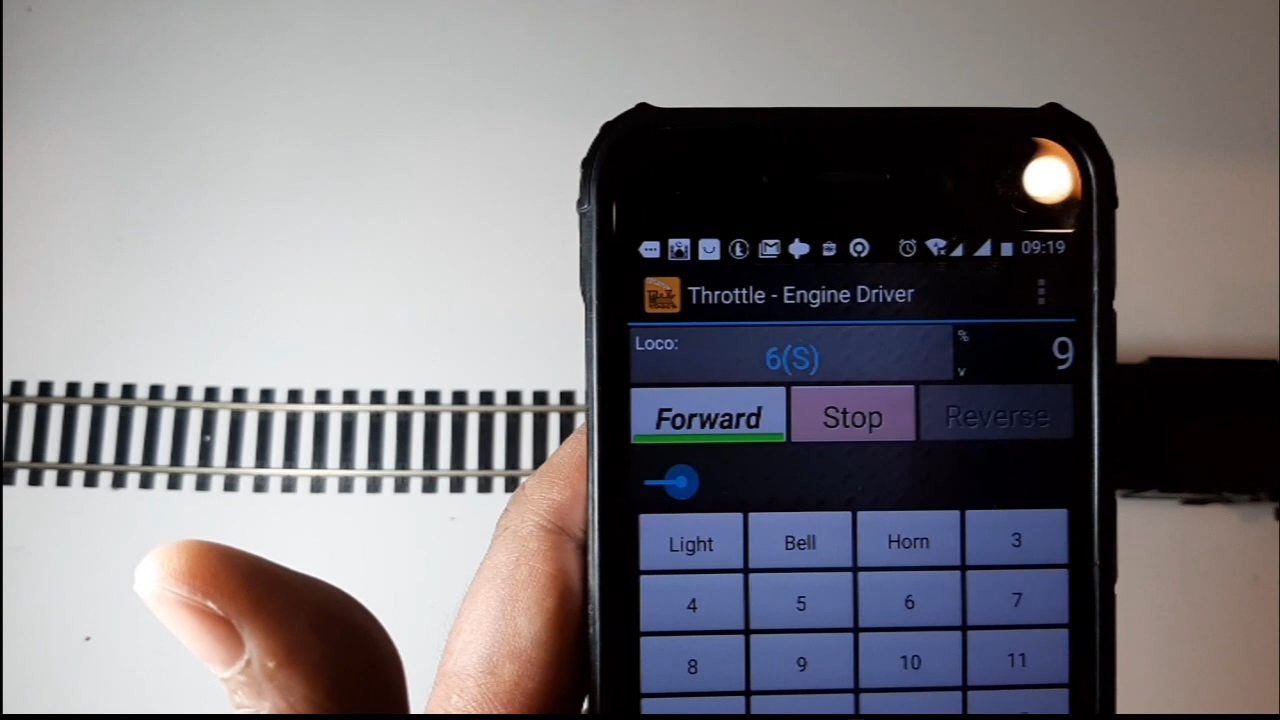 09:19
Throttle - Engine Driver
Loco:
6(S)
%
v
9
Forward Stop Reverse
Light Bell Horn 3
4 5 6 7
8 9 10 11